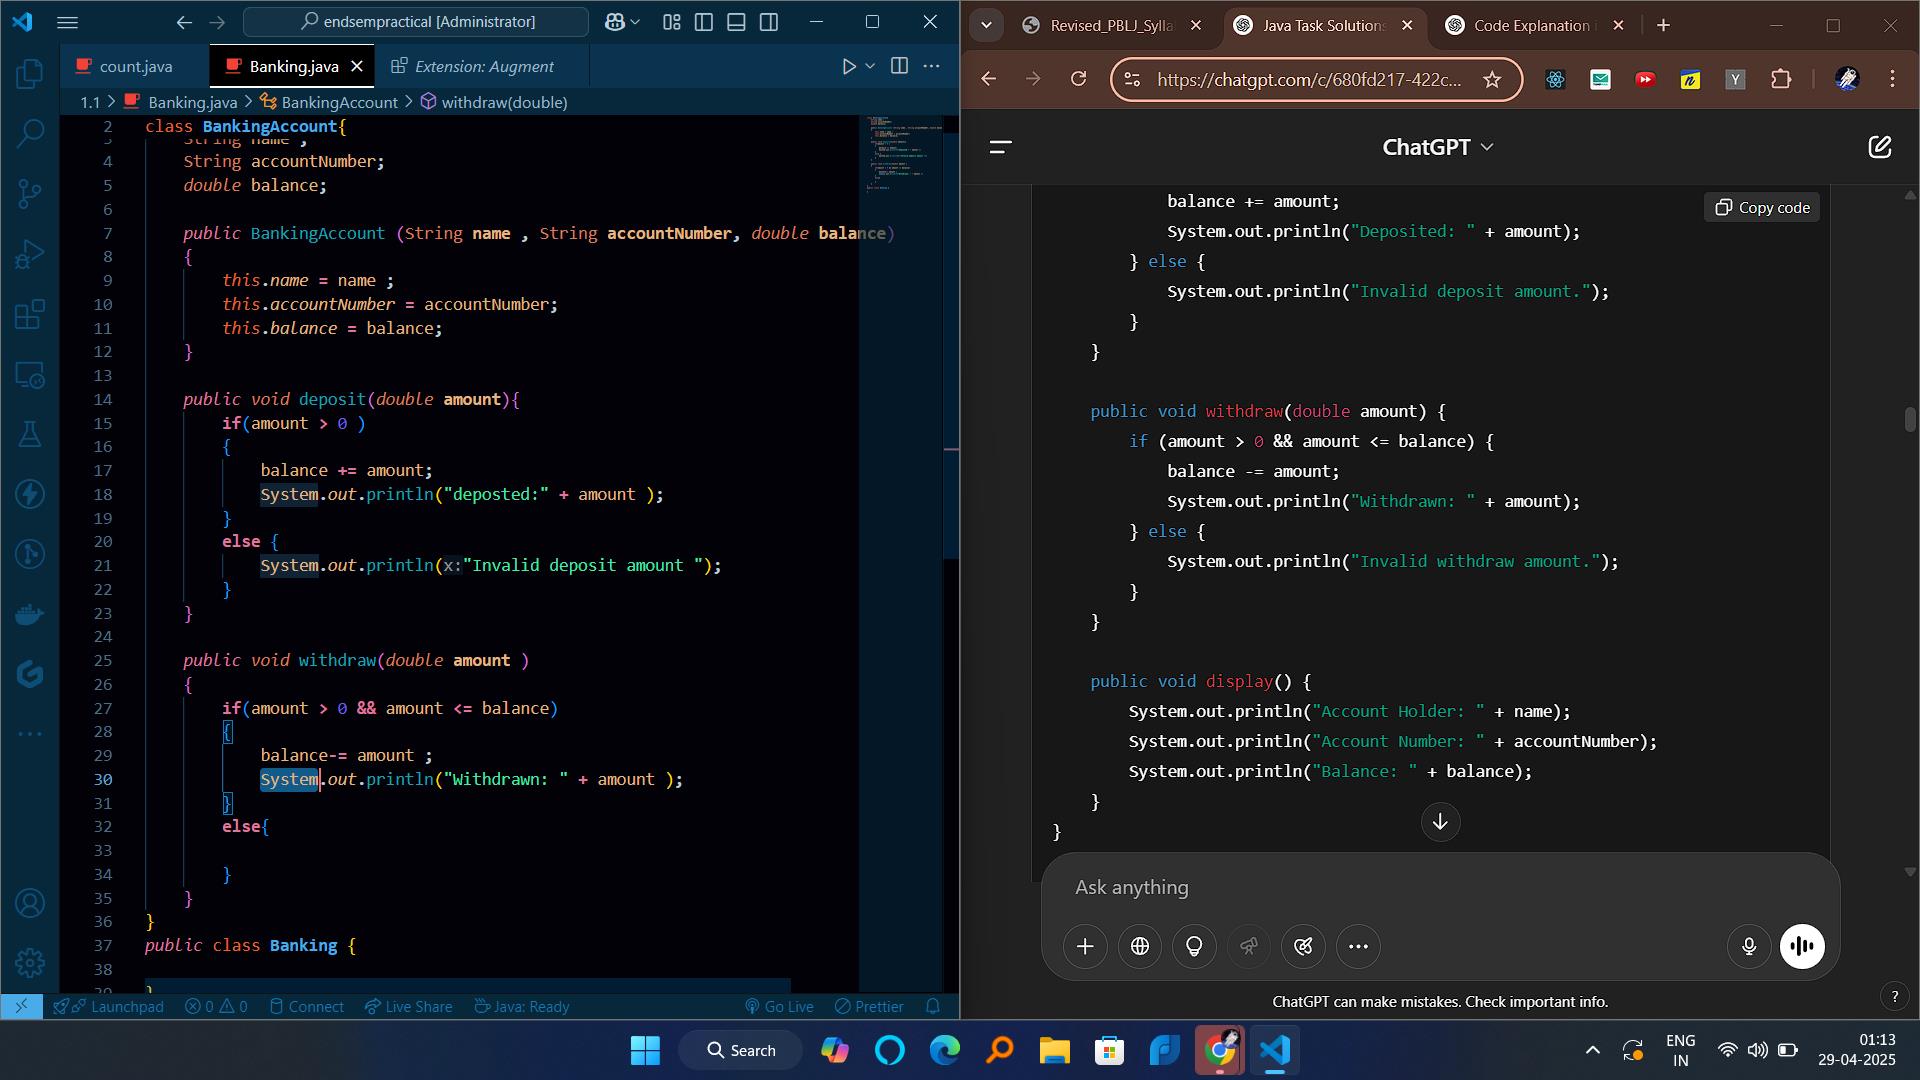 endsempractical [Administrator]
count.java
Banking.java
Extension: Augment
1.1 > Banking.java > BankingAccount > withdraw(double)
2 class BankingAccount{
3 String name ;
4 String accountNumber;
5 double balance;
6
7 public BankingAccount (String name , String accountNumber, double balance)
8 {
9 this.name = name ;
10 this.accountNumber = accountNumber;
11 this.balance = balance;
12 }
13
14 public void deposit(double amount){
15 if(amount > 0 )
16 {
17 balance += amount;
18 System.out.println("deposted:" + amount );
19 }
20 else {
21 System.out.println(x:"Invalid deposit amount ");
22 }
23 }
24
25 public void withdraw(double amount )
26 {
27 if(amount > 0 && amount <= balance)
28 {
29 balance-= amount ;
30 System.out.println("Withdrawn: " + amount );
31 }
32 else{
33
34 }
35 }
36 }
37 public class Banking {
38
39 }
Launchpad
0 0
Connect
Live Share
Java: Ready
Go Live
Prettier
Revised_PBLJ_Sylla
Java Task Solutions
Code Explanation
https://chatgpt.com/c/680fd217-422c...
ChatGPT
Copy code
balance += amount;
System.out.println("Deposited: " + amount);
} else {
System.out.println("Invalid deposit amount.");
}
}
public void withdraw(double amount) {
if (amount > 0 && amount <= balance) {
balance -= amount;
System.out.println("Withdrawn: " + amount);
} else {
System.out.println("Invalid withdraw amount.");
}
}
public void display() {
System.out.println("Account Holder: " + name);
System.out.println("Account Number: " + accountNumber);
System.out.println("Balance: " + balance);
}
}
Ask anything
ChatGPT can make mistakes. Check important info.
?
Search
ENG
IN
01:13
29-04-2025